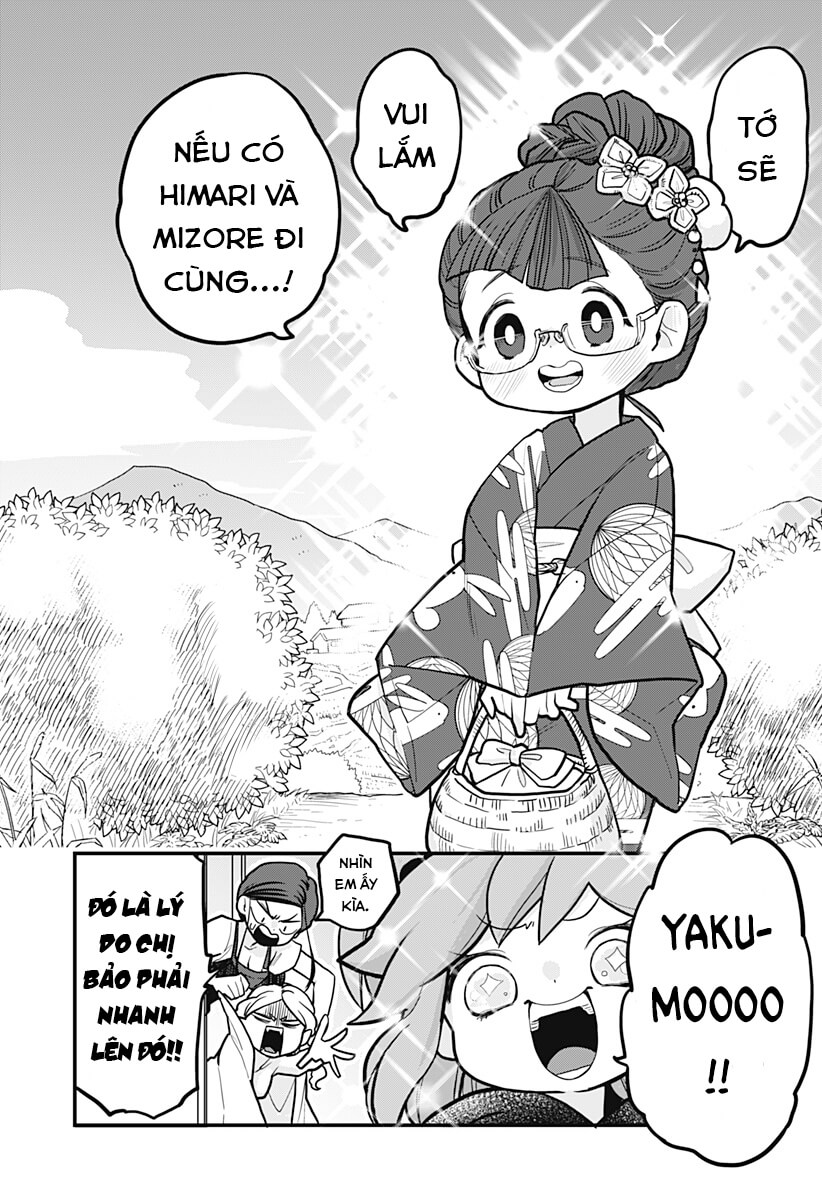 TỚ
SẼ
VUI
LẮM
NẾU CÓ
HIMARI VÀ
MIZORE ĐI
CÙNG...!
YAKU-
MOOOO
!!
NHÌN
EM ẤY
KÌA.
ĐÓ LÀ LÝ
DO CHỊ
BẢO PHẢI
NHANH
LÊN ĐÓ!!